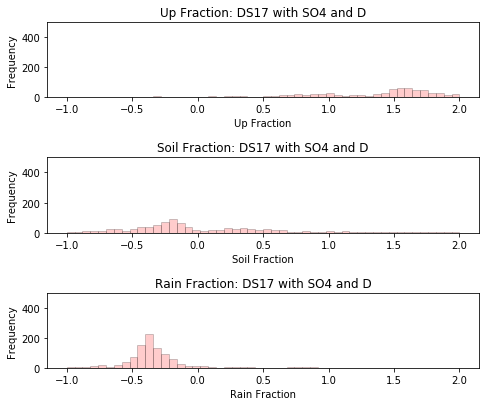 Up Fraction: DS17 with SO4 and D
400
200
0
Frequency
−1.0 −0.5 0.0 0.5 1.0 1.5 2.0
Up Fraction
Soil Fraction: DS17 with SO4 and D
400
200
0
Frequency
−1.0 −0.5 0.0 0.5 1.0 1.5 2.0
Soil Fraction
Rain Fraction: DS17 with SO4 and D
400
200
0
Frequency
−1.0 −0.5 0.0 0.5 1.0 1.5 2.0
Rain Fraction